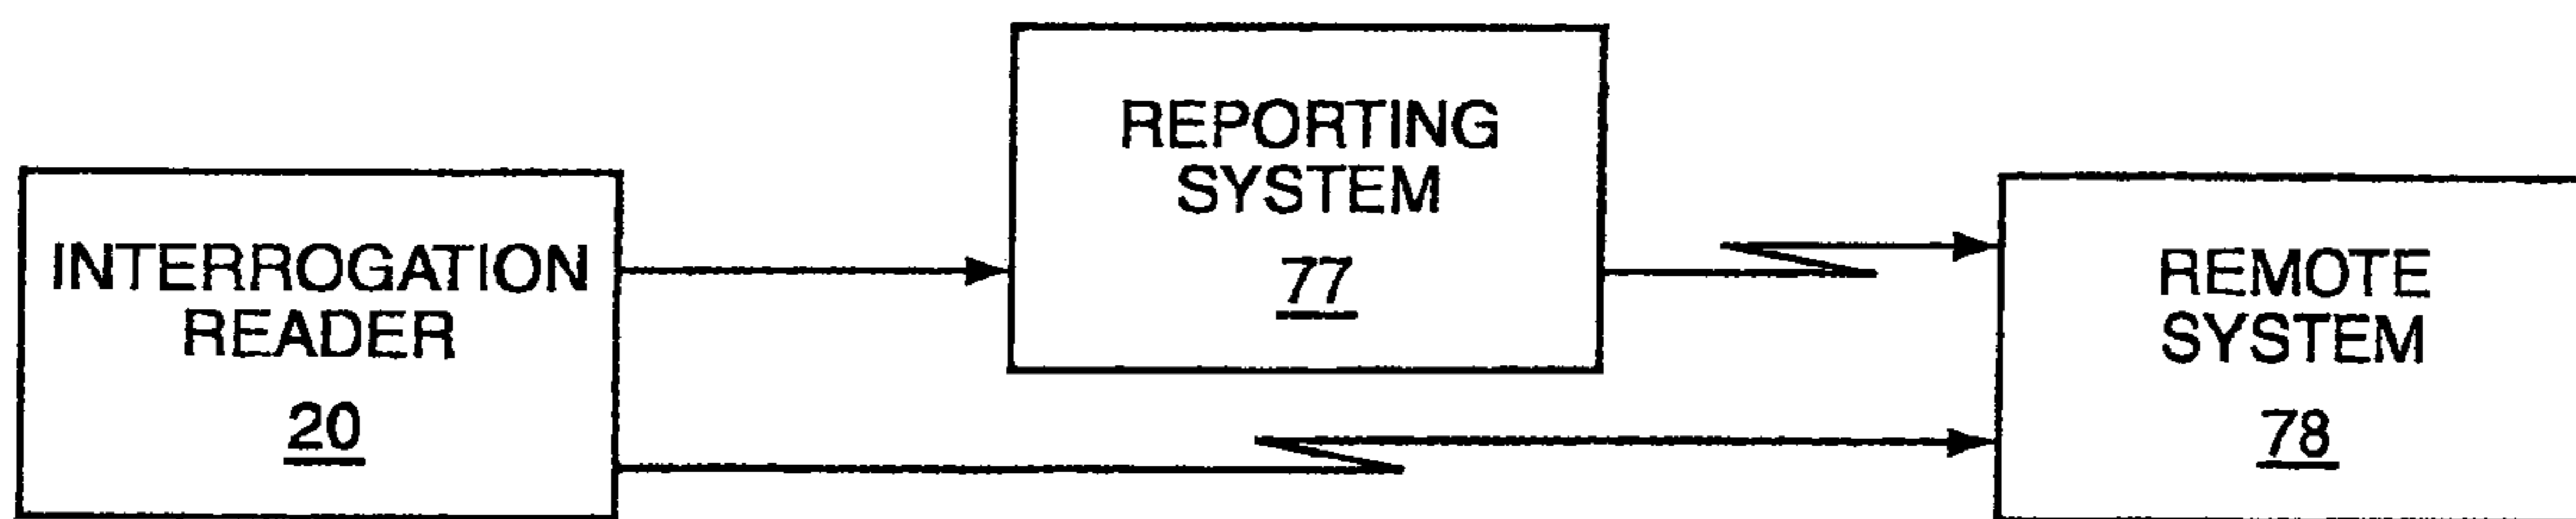 INTERROGATION
READER
20
REPORTING
SYSTEM
77
REMOTE
SYSTEM
78